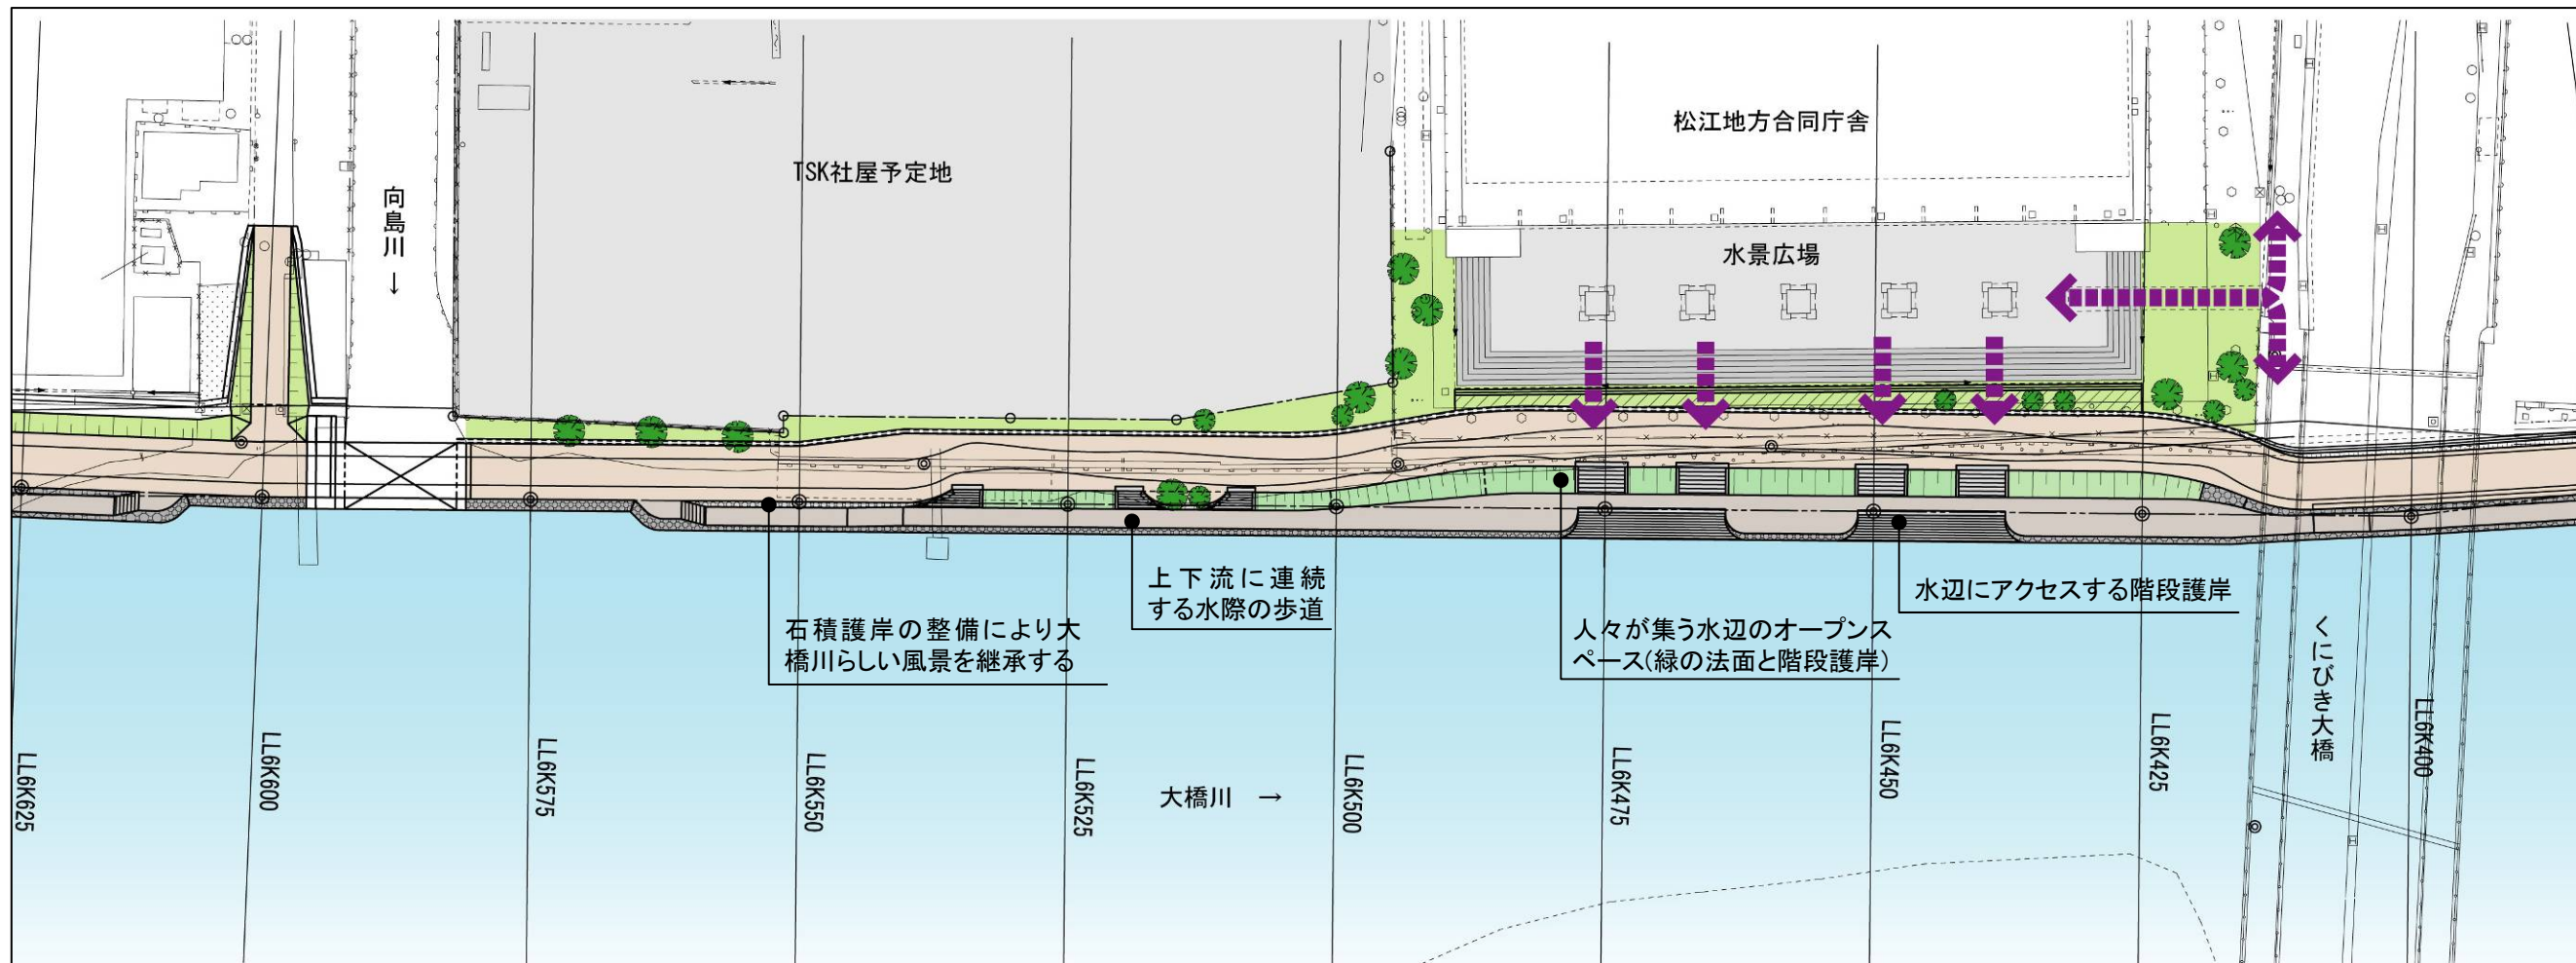 松江地方合同庁舎
TSK社屋予定地
向島川↓
水景広場
上下流に連続
する水際の歩道
水辺にアクセスする階段護岸
石積護岸の整備により大
橋川らしい風景を継承する
人々が集う水辺のオープンス
ペース(緑の法面と階段護岸)
くにびき大橋
LL6K625
LL6K600
LL6K575
LL6K550
LL6K525
LL6K500
LL6K475
LL6K450
LL6K425
LL6K400
大橋川 →